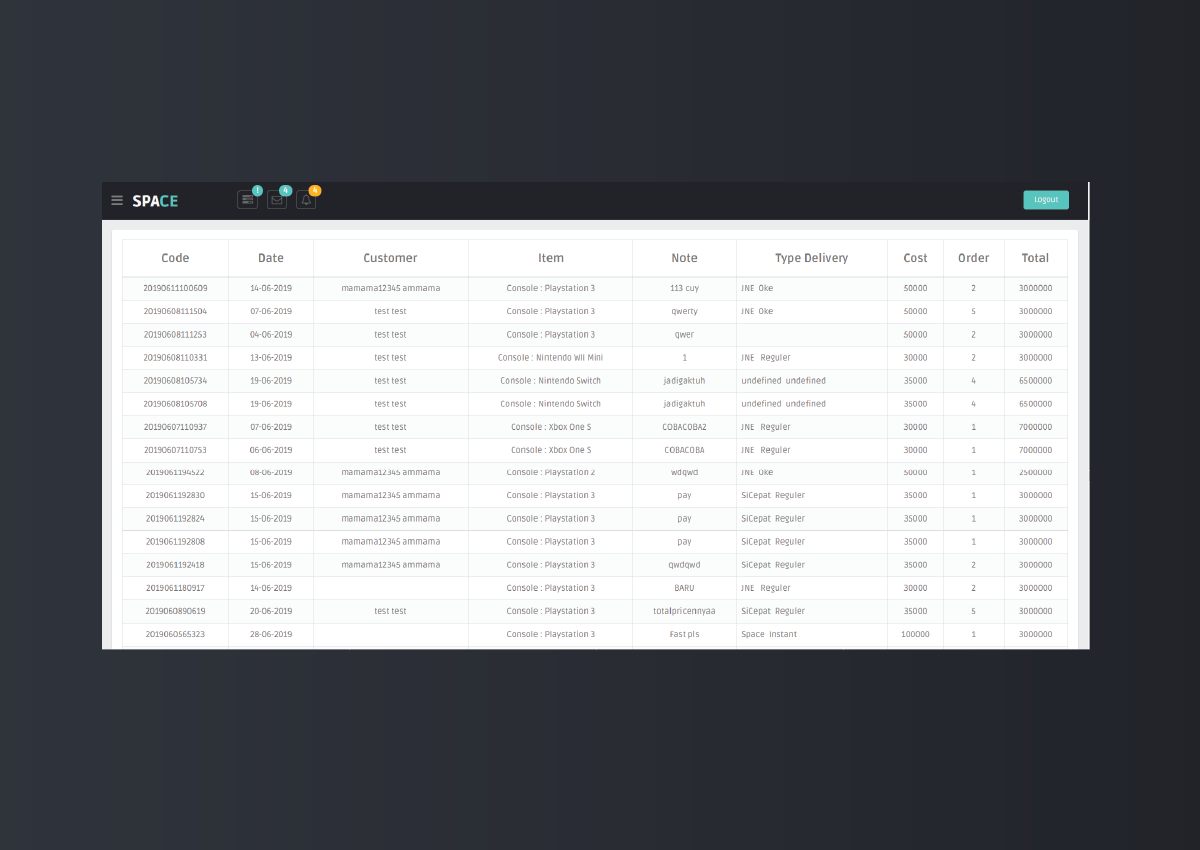 ! 4 4
SPACE Logout
Code Date Customer Item Note Type Delivery Cost Order Total
20190611100609 14-06-2019 mamama12345 ammama Console : Playstation 3 113 cuy JNE Oke 50000 2 3000000
20190608111504 07-06-2019 test test Console : Playstation 3 qwerty JNE Oke 50000 5 3000000
20190608111253 04-06-2019 test test Console : Playstation 3 qwer 50000 2 3000000
20190608110331 13-06-2019 test test Console : Nintendo WII Mini 1 JNE Reguler 30000 2 3000000
20190608105734 19-06-2019 test test Console : Nintendo Switch jadigaktuh undefined undefined 35000 4 6500000
20190608105708 19-06-2019 test test Console : Nintendo Switch jadigaktuh undefined undefined 35000 4 6500000
20190607110937 07-06-2019 test test Console : Xbox One S COBACOBA2 JNE Reguler 30000 1 7000000
20190607110753 06-06-2019 test test Console : Xbox One S COBACOBA JNE Reguler 30000 1 7000000
2019061194522 08-06-2019 mamama12345 ammama Console : Playstation 2 wdqwd JNE Oke 50000 1 2500000
2019061192830 15-06-2019 mamama12345 ammama Console : Playstation 3 pay SiCepat Reguler 35000 1 3000000
2019061192824 15-06-2019 mamama12345 ammama Console : Playstation 3 pay SiCepat Reguler 35000 1 3000000
2019061192808 15-06-2019 mamama12345 ammama Console : Playstation 3 pay SiCepat Reguler 35000 1 3000000
2019061192418 15-06-2019 mamama12345 ammama Console : Playstation 3 qwdqwd SiCepat Reguler 35000 2 3000000
2019061180917 14-06-2019 Console : Playstation 3 BARU JNE Reguler 30000 2 3000000
2019060890619 20-06-2019 test test Console : Playstation 3 totalpricennyaa SiCepat Reguler 35000 5 3000000
2019060565323 28-06-2019 Console : Playstation 3 Fast pls Space instant 100000 1 3000000